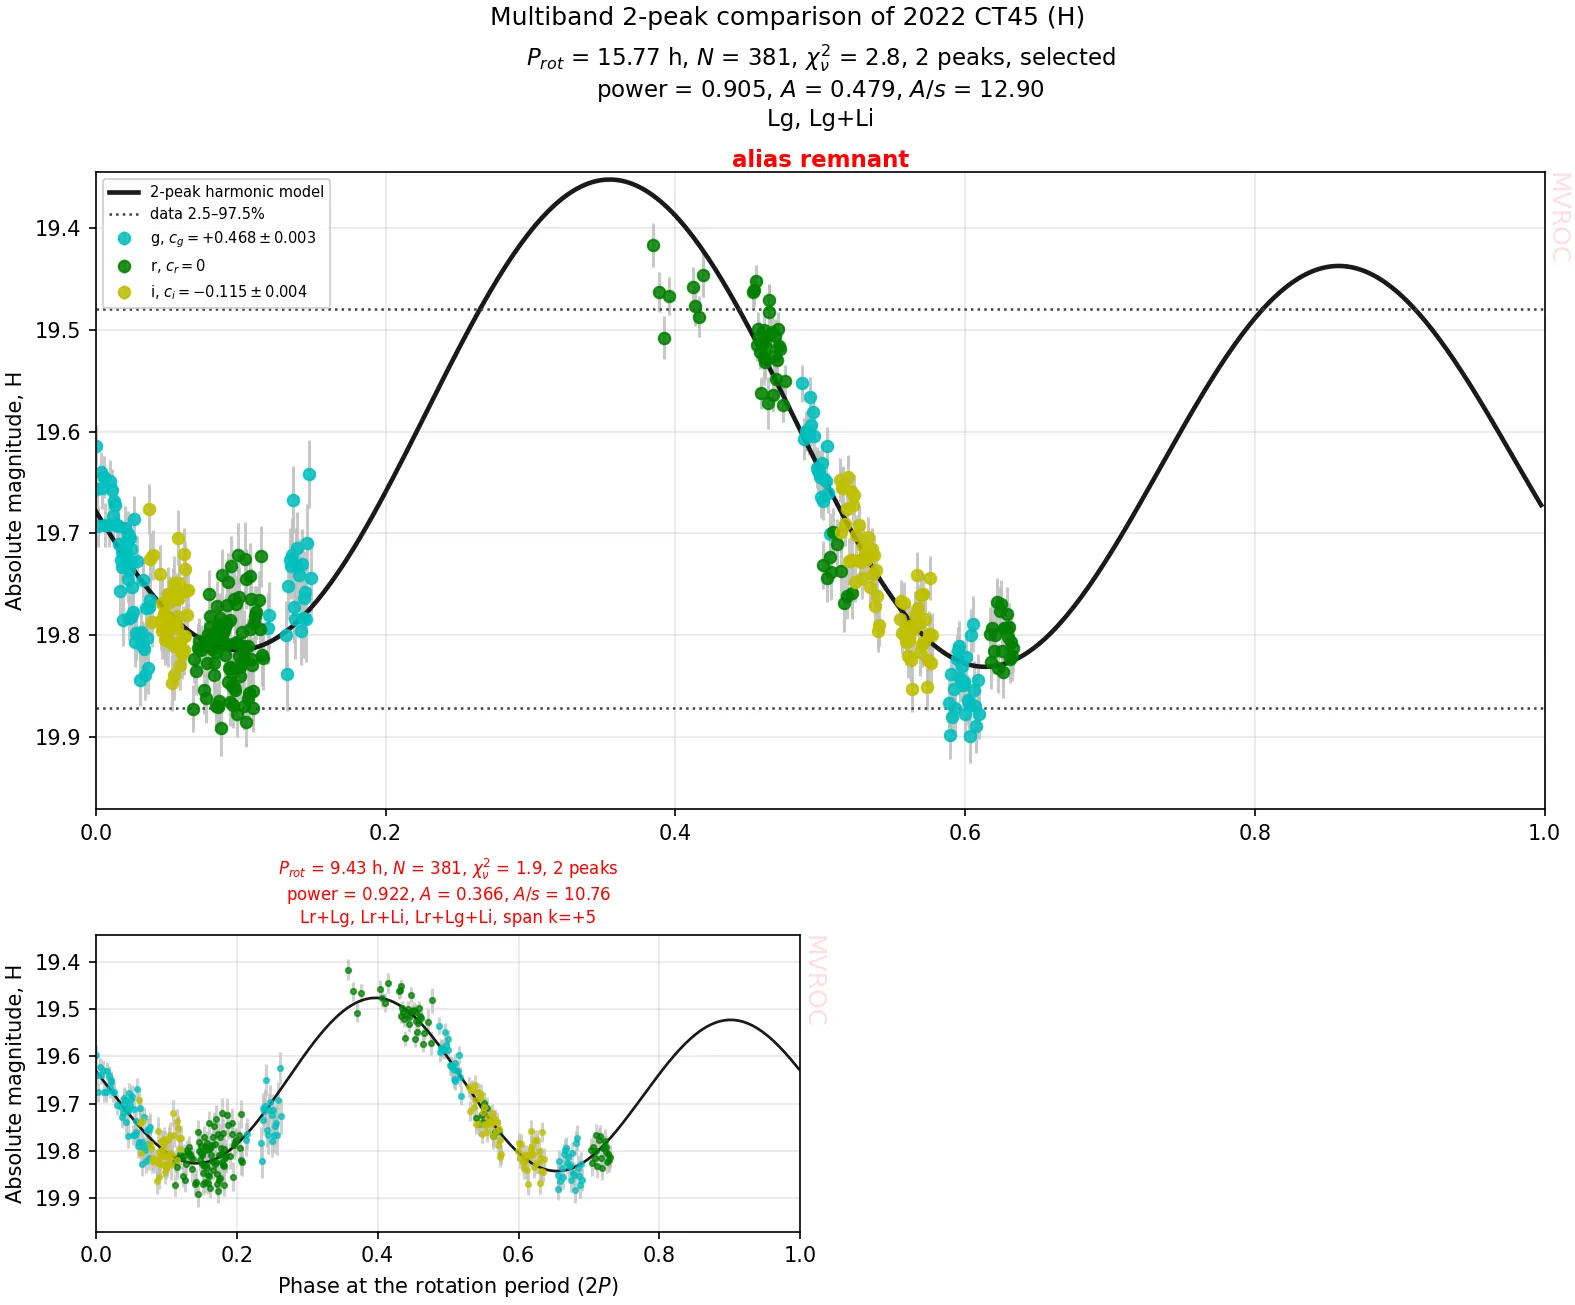 Multiband 2-peak comparison of 2022 CT45 (H)
P_rot = 15.77 h, N = 381, χ²_ν = 2.8, 2 peaks, selected
power = 0.905, A = 0.479, A/s = 12.90
Lg, Lg+Li
alias remnant
2-peak harmonic model
data 2.5–97.5%
g, c_g = +0.468 ± 0.003
r, c_r = 0
i, c_i = −0.115 ± 0.004
MVROC
Absolute magnitude, H
19.4
19.5
19.6
19.7
19.8
19.9
0.0 0.2 0.4 0.6 0.8 1.0
P_rot = 9.43 h, N = 381, χ²_ν = 1.9, 2 peaks
power = 0.922, A = 0.366, A/s = 10.76
Lr+Lg, Lr+Li, Lr+Lg+Li, span k=+5
MVROC
Absolute magnitude, H
19.4
19.5
19.6
19.7
19.8
19.9
0.0 0.2 0.4 0.6 0.8 1.0
Phase at the rotation period (2P)